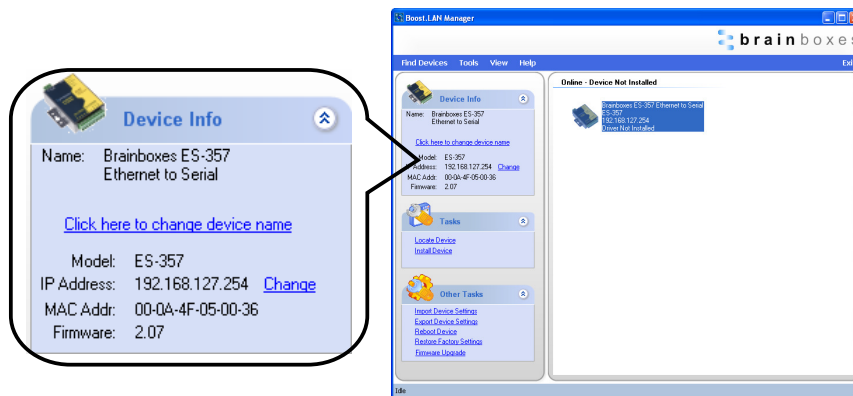 Device Info
Name: Brainboxes ES-357
Ethernet to Serial
Click here to change device name
Model: ES-357
IP Address: 192.168.127.254 Change
MAC Addr: 00-0A-4F-05-00-36
Firmware: 2.07
Boost.LAN Manager
brainboxes
Find Devices Tools View Help Exi
Device Info
Name: Brainboxes ES-357
Ethernet to Serial
Click here to change device name
Model: ES-357
IP Address: 192.168.127.254 Change
MAC Addr: 00-0A-4F-05-00-36
Firmware: 2.07
Tasks
Locate Device
Install Device
Other Tasks
Import Device Settings
Export Device Settings
Reboot Device
Restore Factory Settings
Firmware Upgrade
Online - Device Not Installed
Brainboxes ES-357 Ethernet to Serial
ES-357
192.168.127.254
Driver Not Installed
Idle